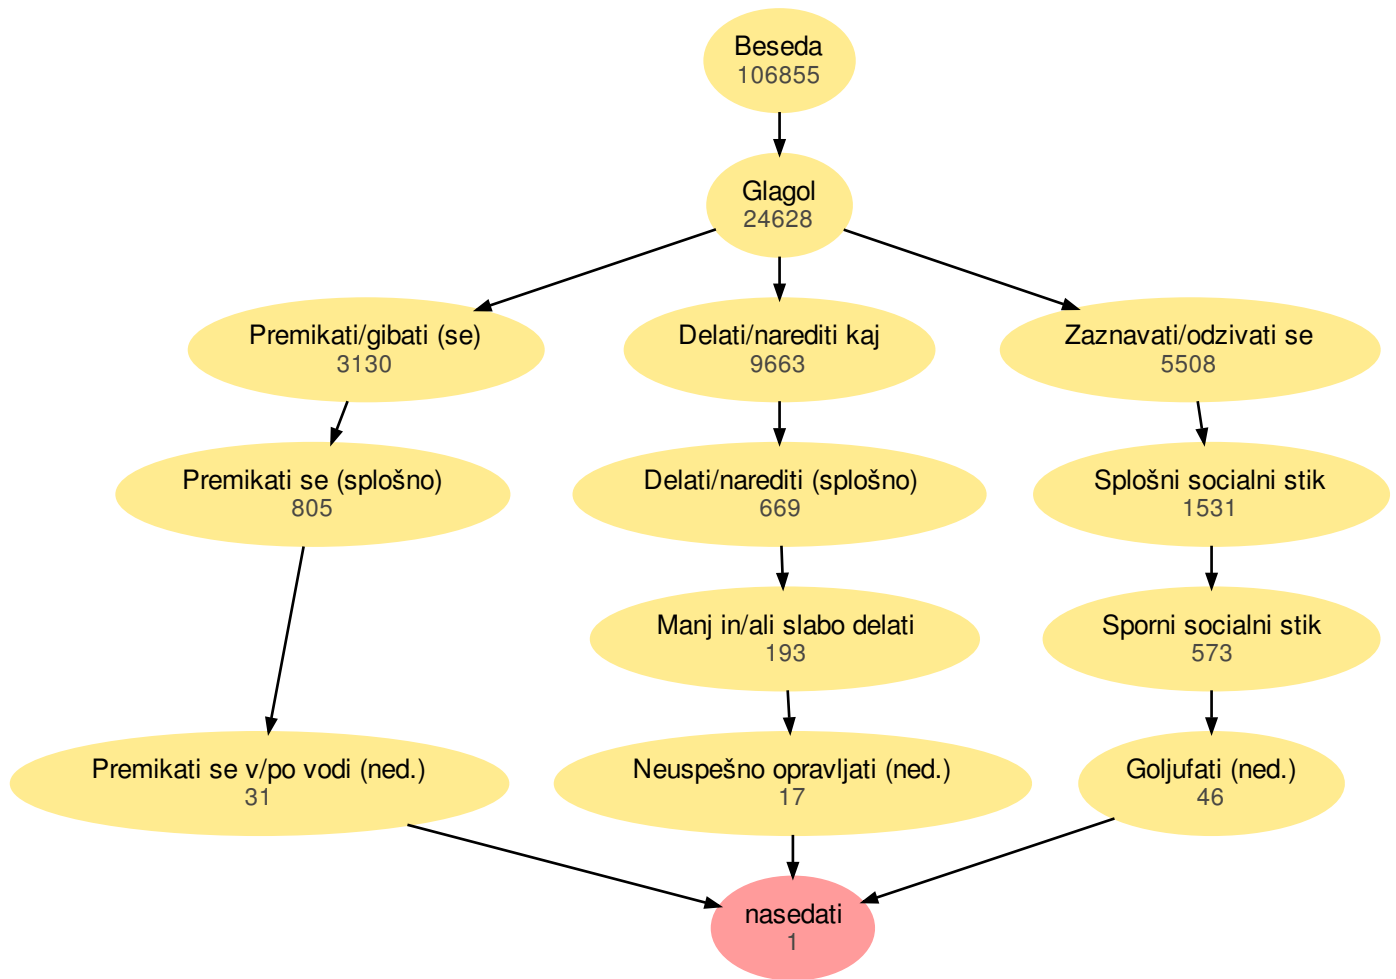 Beseda
106855
Glagol
24628
Premikati/gibati (se)
3130
Delati/narediti kaj
9663
Zaznavati/odzivati se
5508
Premikati se (splošno)
805
Delati/narediti (splošno)
669
Splošni socialni stik
1531
Manj in/ali slabo delati
193
Sporni socialni stik
573
Premikati se v/po vodi (ned.)
31
Neuspešno opravljati (ned.)
17
Goljufati (ned.)
46
nasedati
1